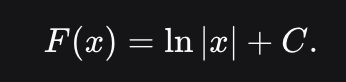 F(x) = ln |x| + C.